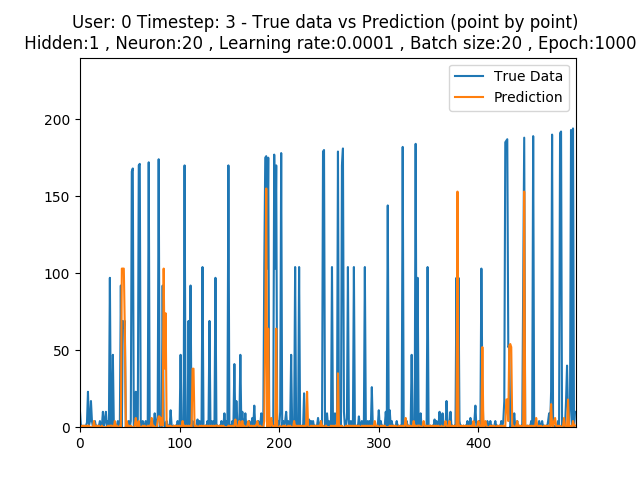 User: 0 Timestep: 3 - True data vs Prediction (point by point)
Hidden:1 , Neuron:20 , Learning rate:0.0001 , Batch size:20 , Epoch:1000
True Data
Prediction
200
150
100
50
0
0 100 200 300 400